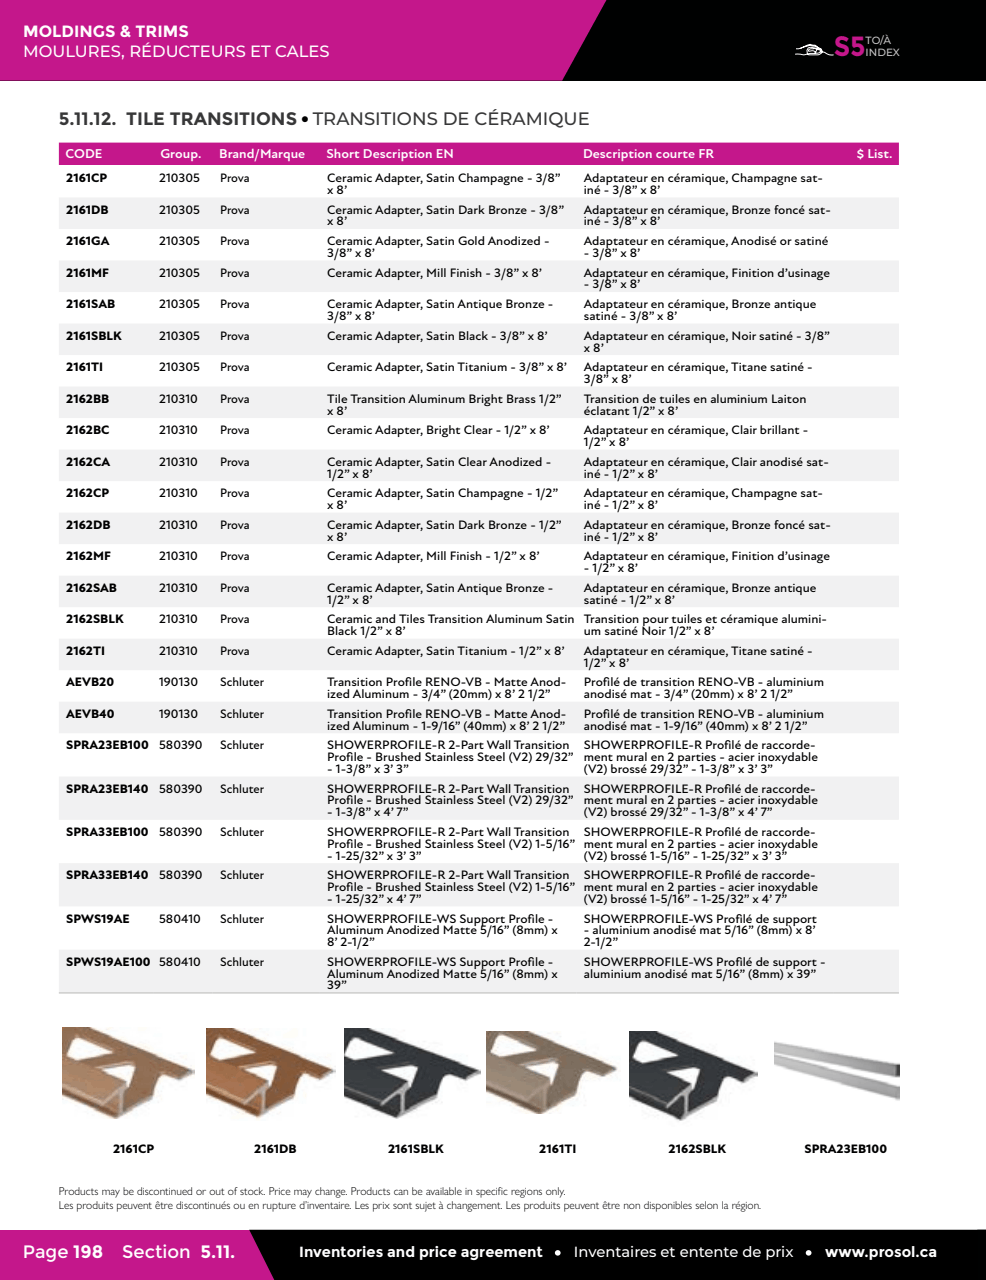 MOLDINGS & TRIMS
MOULURES, RÉDUCTEURS ET CALES
S5 TO/À INDEX
5.11.12. TILE TRANSITIONS • TRANSITIONS DE CÉRAMIQUE
CODE Group. Brand/Marque Short Description EN Description courte FR $ List.
2161CP 210305 Prova Ceramic Adapter, Satin Champagne - 3/8” Adaptateur en céramique, Champagne sat-
x 8’ iné - 3/8” x 8’
2161DB 210305 Prova Ceramic Adapter, Satin Dark Bronze - 3/8” Adaptateur en céramique, Bronze foncé sat-
x 8’ iné - 3/8” x 8’
2161GA 210305 Prova Ceramic Adapter, Satin Gold Anodized - Adaptateur en céramique, Anodisé or satiné
3/8” x 8’ - 3/8” x 8’
2161MF 210305 Prova Ceramic Adapter, Mill Finish - 3/8” x 8’ Adaptateur en céramique, Finition d’usinage
- 3/8” x 8’
2161SAB 210305 Prova Ceramic Adapter, Satin Antique Bronze - Adaptateur en céramique, Bronze antique
3/8” x 8’ satiné - 3/8” x 8’
2161SBLK 210305 Prova Ceramic Adapter, Satin Black - 3/8” x 8’ Adaptateur en céramique, Noir satiné - 3/8”
x 8’
2161TI 210305 Prova Ceramic Adapter, Satin Titanium - 3/8” x 8’ Adaptateur en céramique, Titane satiné -
3/8” x 8’
2162BB 210310 Prova Tile Transition Aluminum Bright Brass 1/2” Transition de tuiles en aluminium Laiton
x 8’ éclatant 1/2” x 8’
2162BC 210310 Prova Ceramic Adapter, Bright Clear - 1/2” x 8’ Adaptateur en céramique, Clair brillant -
1/2” x 8’
2162CA 210310 Prova Ceramic Adapter, Satin Clear Anodized - Adaptateur en céramique, Clair anodisé sat-
1/2” x 8’ iné - 1/2” x 8’
2162CP 210310 Prova Ceramic Adapter, Satin Champagne - 1/2” Adaptateur en céramique, Champagne sat-
x 8’ iné - 1/2” x 8’
2162DB 210310 Prova Ceramic Adapter, Satin Dark Bronze - 1/2” Adaptateur en céramique, Bronze foncé sat-
x 8’ iné - 1/2” x 8’
2162MF 210310 Prova Ceramic Adapter, Mill Finish - 1/2” x 8’ Adaptateur en céramique, Finition d’usinage
- 1/2” x 8’
2162SAB 210310 Prova Ceramic Adapter, Satin Antique Bronze - Adaptateur en céramique, Bronze antique
1/2” x 8’ satiné - 1/2” x 8’
2162SBLK 210310 Prova Ceramic and Tiles Transition Aluminum Satin Transition pour tuiles et céramique alumini-
Black 1/2” x 8’ um satiné Noir 1/2” x 8’
2162TI 210310 Prova Ceramic Adapter, Satin Titanium - 1/2” x 8’ Adaptateur en céramique, Titane satiné -
1/2” x 8’
AEVB20 190130 Schluter Transition Profile RENO-VB - Matte Anod- Profilé de transition RENO-VB - aluminium
ized Aluminum - 3/4” (20mm) x 8’ 2 1/2” anodisé mat - 3/4” (20mm) x 8’ 2 1/2”
AEVB40 190130 Schluter Transition Profile RENO-VB - Matte Anod- Profilé de transition RENO-VB - aluminium
ized Aluminum - 1-9/16” (40mm) x 8’ 2 1/2” anodisé mat - 1-9/16” (40mm) x 8’ 2 1/2”
SPRA23EB100 580390 Schluter SHOWERPROFILE-R 2-Part Wall Transition SHOWERPROFILE-R Profilé de raccorde-
Profile - Brushed Stainless Steel (V2) 29/32” ment mural en 2 parties - acier inoxydable
- 1-3/8” x 3’ 3” (V2) brossé 29/32” - 1-3/8” x 3’ 3”
SPRA23EB140 580390 Schluter SHOWERPROFILE-R 2-Part Wall Transition SHOWERPROFILE-R Profilé de raccorde-
Profile - Brushed Stainless Steel (V2) 29/32” ment mural en 2 parties - acier inoxydable
- 1-3/8” x 4’ 7” (V2) brossé 29/32” - 1-3/8” x 4’ 7”
SPRA33EB100 580390 Schluter SHOWERPROFILE-R 2-Part Wall Transition SHOWERPROFILE-R Profilé de raccorde-
Profile - Brushed Stainless Steel (V2) 1-5/16” ment mural en 2 parties - acier inoxydable
- 1-25/32” x 3’ 3” (V2) brossé 1-5/16” - 1-25/32” x 3’ 3”
SPRA33EB140 580390 Schluter SHOWERPROFILE-R 2-Part Wall Transition SHOWERPROFILE-R Profilé de raccorde-
Profile - Brushed Stainless Steel (V2) 1-5/16” ment mural en 2 parties - acier inoxydable
- 1-25/32” x 4’ 7” (V2) brossé 1-5/16” - 1-25/32” x 4’ 7”
SPWS19AE 580410 Schluter SHOWERPROFILE-WS Support Profile - SHOWERPROFILE-WS Profilé de support
Aluminum Anodized Matte 5/16” (8mm) x - aluminium anodisé mat 5/16” (8mm) x 8’
8’ 2-1/2” 2-1/2”
SPWS19AE100 580410 Schluter SHOWERPROFILE-WS Support Profile - SHOWERPROFILE-WS Profilé de support -
Aluminum Anodized Matte 5/16” (8mm) x aluminium anodisé mat 5/16” (8mm) x 39”
39”
2161CP 2161DB 2161SBLK 2161TI 2162SBLK SPRA23EB100
Products may be discontinued or out of stock. Price may change. Products can be available in specific regions only.
Les produits peuvent être discontinués ou en rupture d’inventaire. Les prix sont sujet à changement. Les produits peuvent être non disponibles selon la région.
Page 198 Section 5.11. Inventories and price agreement • Inventaires et entente de prix • www.prosol.ca